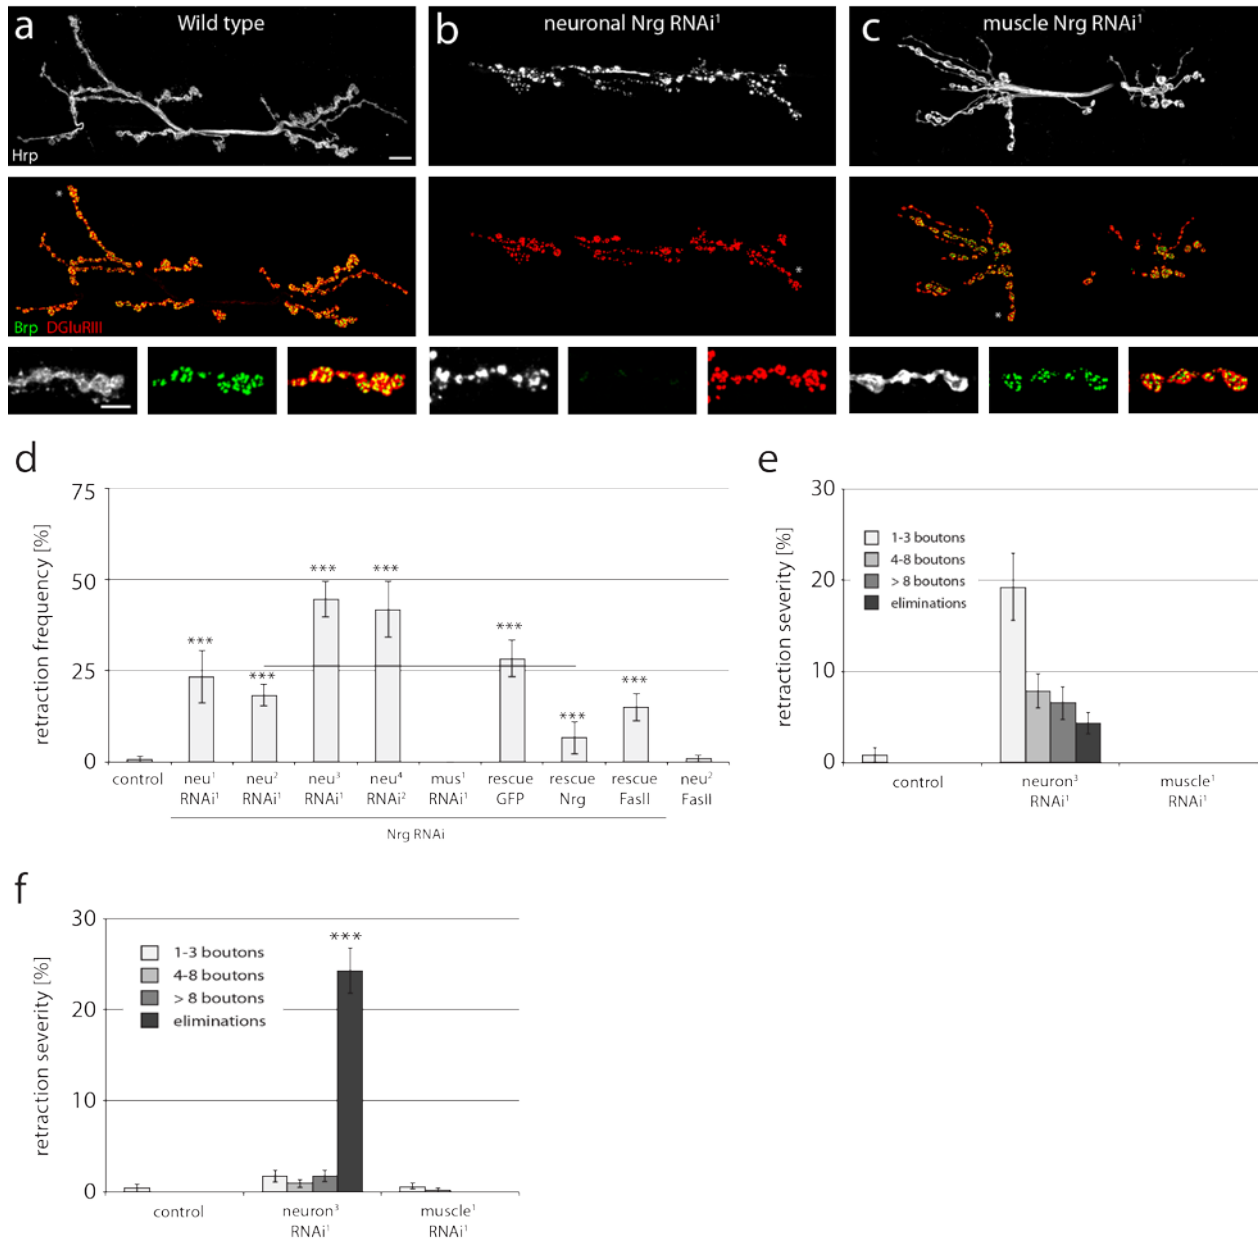 a Wild type
b neuronal Nrg RNAi¹
c muscle Nrg RNAi¹
Hrp
*
*
*
Brp DGluRIII
d
retraction frequency [%]
75
50
25
0
***
***
***
***
***
***
***
control
neu¹ RNAi¹
neu² RNAi¹
neu³ RNAi¹
neu⁴ RNAi²
mus¹ RNAi¹
rescue GFP
rescue Nrg
rescue FasII
neu² FasII
Nrg RNAi
e
retraction severity [%]
30
20
10
0
1-3 boutons
4-8 boutons
> 8 boutons
eliminations
control
neuron³ RNAi¹
muscle¹ RNAi¹
f
retraction severity [%]
30
20
10
0
1-3 boutons
4-8 boutons
> 8 boutons
eliminations
***
control
neuron³ RNAi¹
muscle¹ RNAi¹